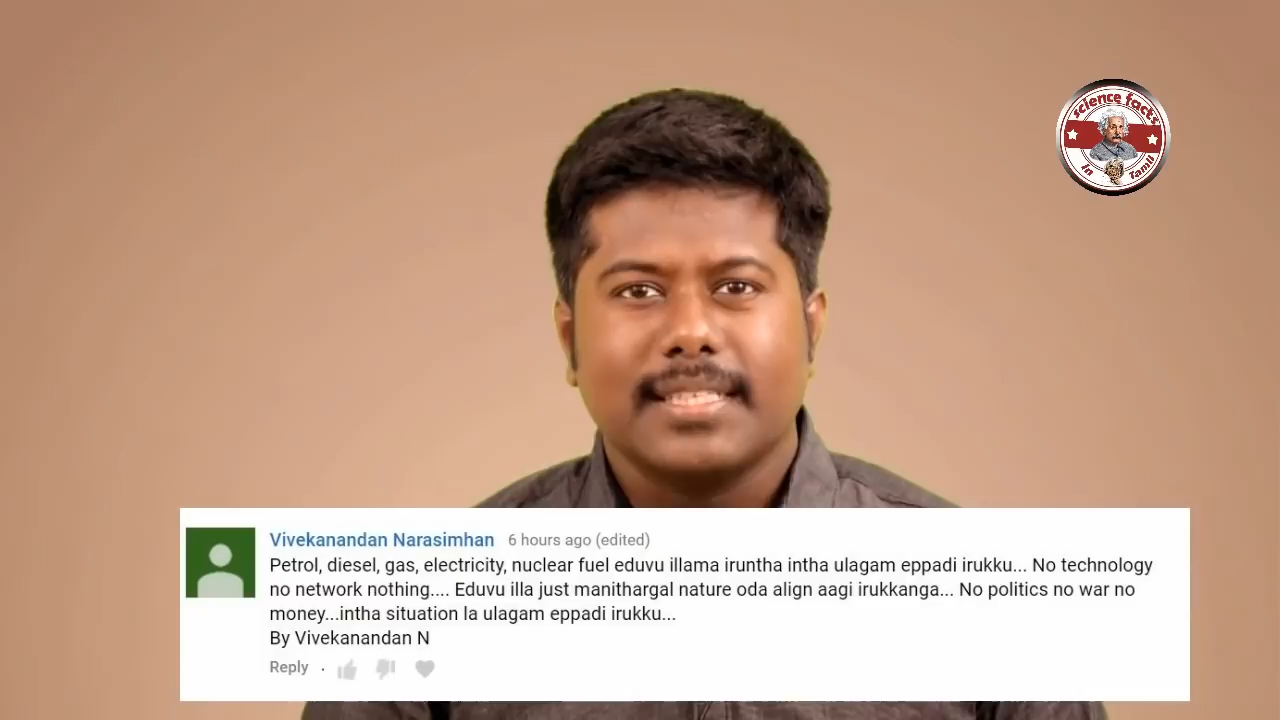 science facts
in Tamil
Vivekanandan Narasimhan 6 hours ago (edited)
Petrol, diesel, gas, electricity, nuclear fuel eduvu illama iruntha intha ulagam eppadi irukku... No technology
no network nothing.... Eduvu illa just manithargal nature oda align aagi irukkanga... No politics no war no
money...intha situation la ulagam eppadi irukku...
By Vivekanandan N
Reply .